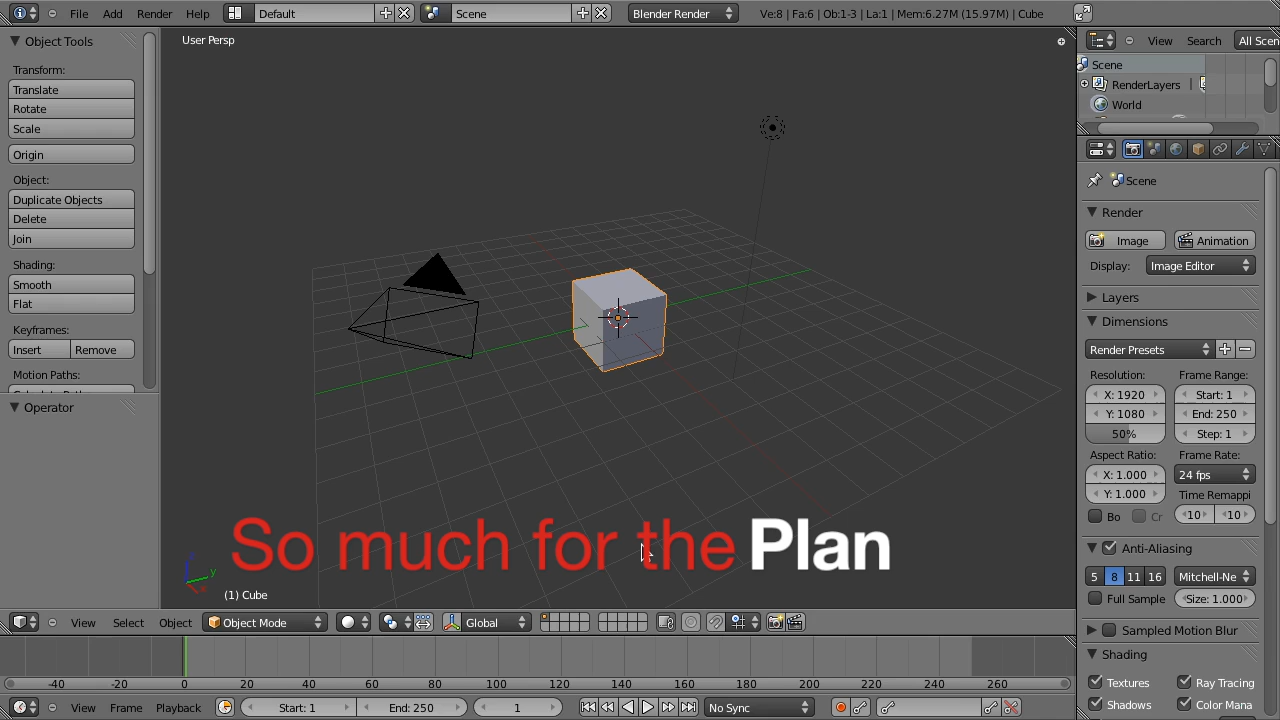 File Add Render Help Default Scene Blender Render Ve:8 | Fa:6 | Ob:1-3 | La:1 | Mem:6.27M (15.97M) | Cube
Object Tools
Transform:
Translate
Rotate
Scale
Origin
Object:
Duplicate Objects
Delete
Join
Shading:
Smooth
Flat
Keyframes:
Insert Remove
Motion Paths:
Operator
User Persp
So much for the Plan
y
(1) Cube
View Select Object Object Mode Global
View Search All Scen
Scene
RenderLayers |
World
Scene
Render
Image Animation
Display: Image Editor
Layers
Dimensions
Render Presets
Resolution: Frame Range:
X: 1920 Start: 1
Y: 1080 End: 250
50% Step: 1
Aspect Ratio: Frame Rate:
X: 1.000 24 fps
Y: 1.000 Time Remappi
Bo Cr 10 10
Anti-Aliasing
5 8 11 16 Mitchell-Ne
Full Sample Size: 1.000
Sampled Motion Blur
Shading
Textures Ray Tracing
Shadows Color Mana
-40 -20 0 20 40 60 80 100 120 140 160 180 200 220 240 260
View Frame Playback Start: 1 End: 250 1 No Sync